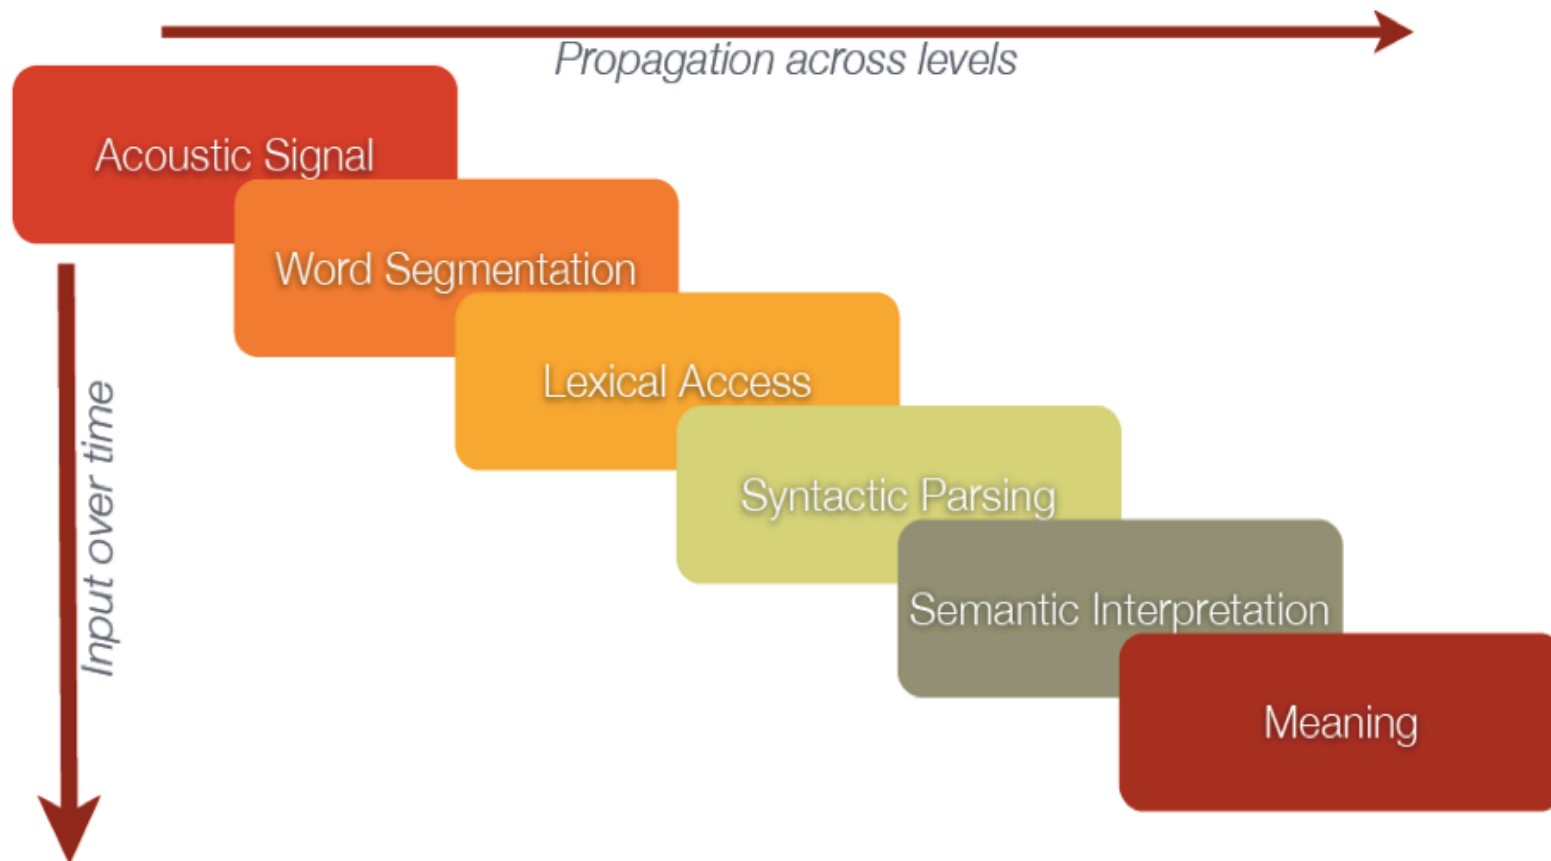 Propagation across levels
Acoustic Signal
Word Segmentation
Lexical Access
Syntactic Parsing
Semantic Interpretation
Meaning
Input over time